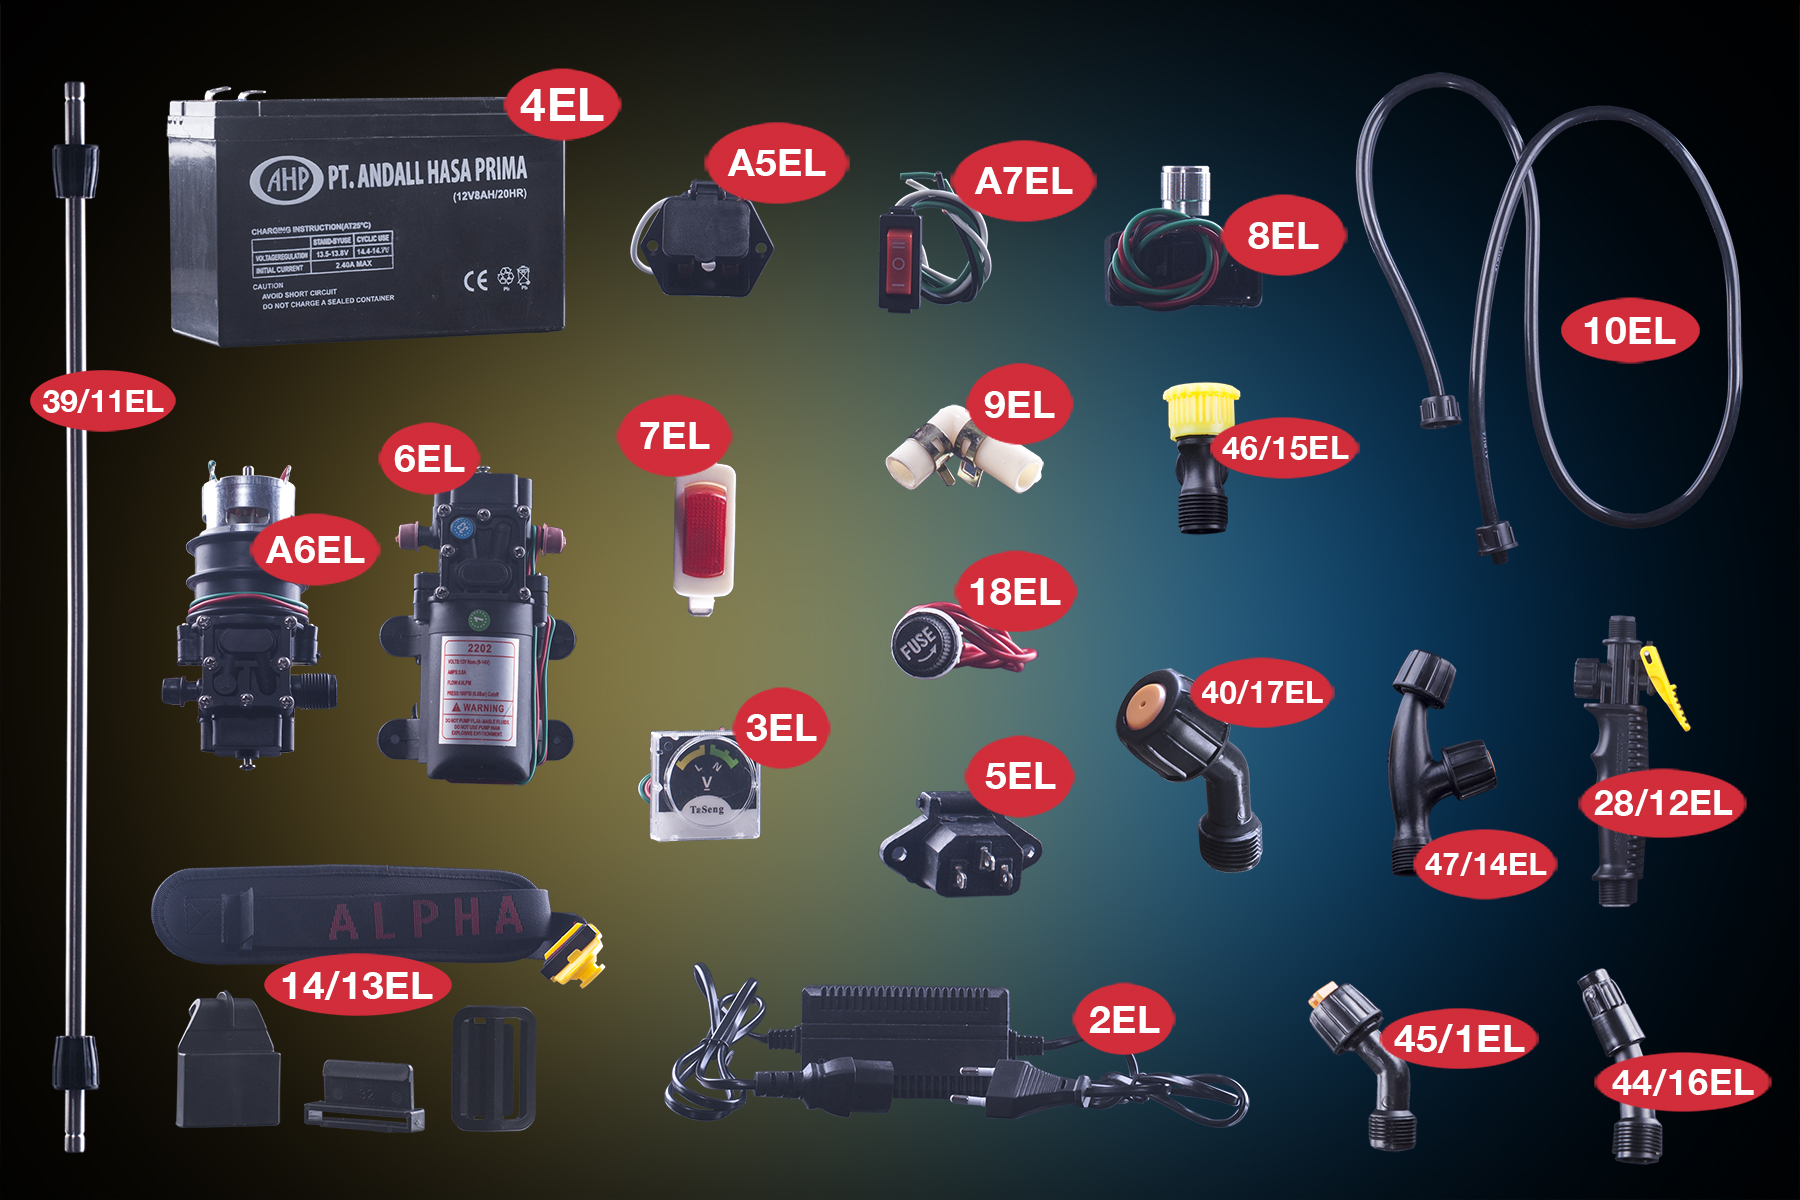 4EL
AHP PT. ANDALL HASA PRIMA
(12V8AH/20HR)
CHARGING INSTRUCTION(AT25°C)
STAND-BYUSE CYCLIC USE
VOLTAGEREGULATION 13.5-13.8V 14.4-14.7V
INITIAL CURRENT 2.40A MAX
CAUTION
AVOID SHORT CIRCUIT
DO NOT CHARGE A SEALED CONTAINER
CE Pb Pb
A5EL
A7EL
8EL
10EL
39/11EL
6EL
7EL
9EL
46/15EL
A6EL
18EL
FUSE
2202
WARNING
40/17EL
3EL
L N
V
TaSeng
5EL
28/12EL
47/14EL
ALPHA
14/13EL
32
2EL
45/1EL
44/16EL